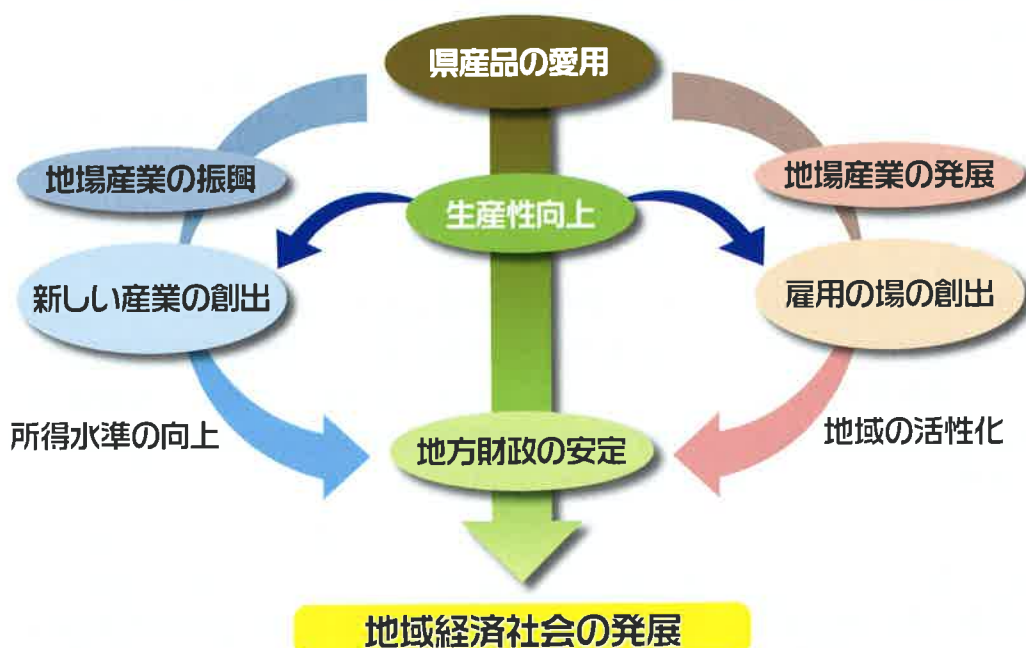 県産品の愛用
地場産業の振興
地場産業の発展
生産性向上
新しい産業の創出
雇用の場の創出
所得水準の向上
地域の活性化
地方財政の安定
地域経済社会の発展